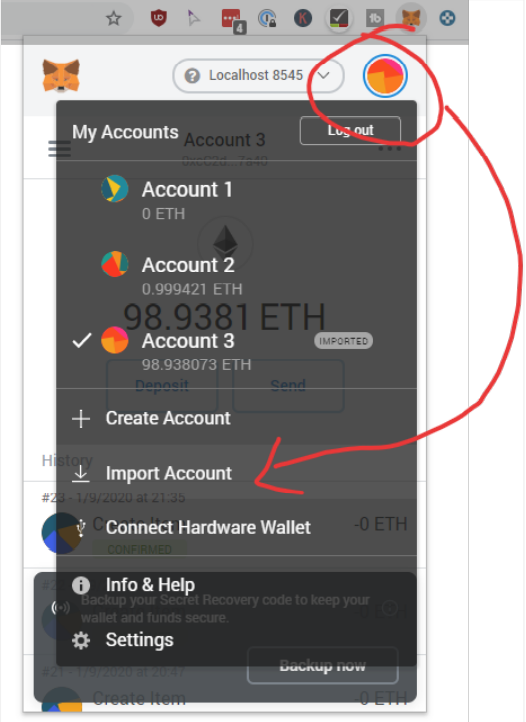 4
Localhost 8545
My Accounts
Log out
Account 3
Account 1
0 ETH
Account 2
0.999421 ETH
98.9381 ETH
Account 3
IMPORTED
98.938073 ETH
Deposit
Send
Create Account
History
Import Account
#23 - 1/9/2020 at 21:35
Create Item
-0 ETH
Connect Hardware Wallet
CONFIRMED
Info & Help
Backup your Secret Recovery code to keep your
wallet and funds secure.
Settings
#21 - 1/9/2020 at 20:47
Backup now
Create Item
-0 ETH